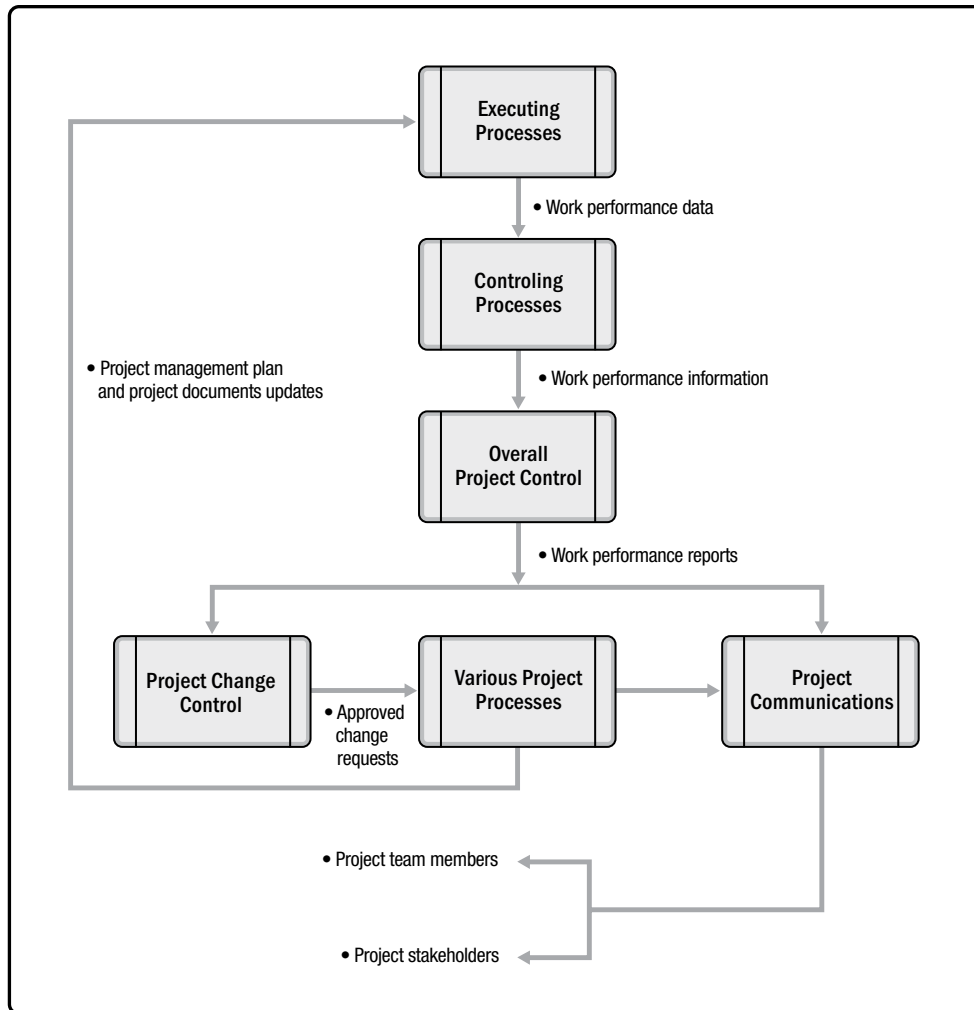 Executing
Processes
• Work performance data
Controling
Processes
• Project management plan
and project documents updates
• Work performance information
Overall
Project Control
• Work performance reports
Project Change
Control
• Approved
change
requests
Various Project
Processes
Project
Communications
• Project team members
• Project stakeholders